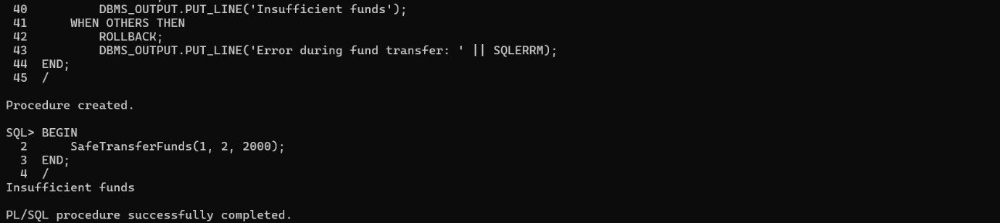 40          DBMS_OUTPUT.PUT_LINE('Insufficient funds');
41      WHEN OTHERS THEN
42          ROLLBACK;
43          DBMS_OUTPUT.PUT_LINE('Error during fund transfer: ' || SQLERRM);
44  END;
45  /
Procedure created.
SQL> BEGIN
2      SafeTransferFunds(1, 2, 2000);
3  END;
4  /
Insufficient funds
PL/SQL procedure successfully completed.